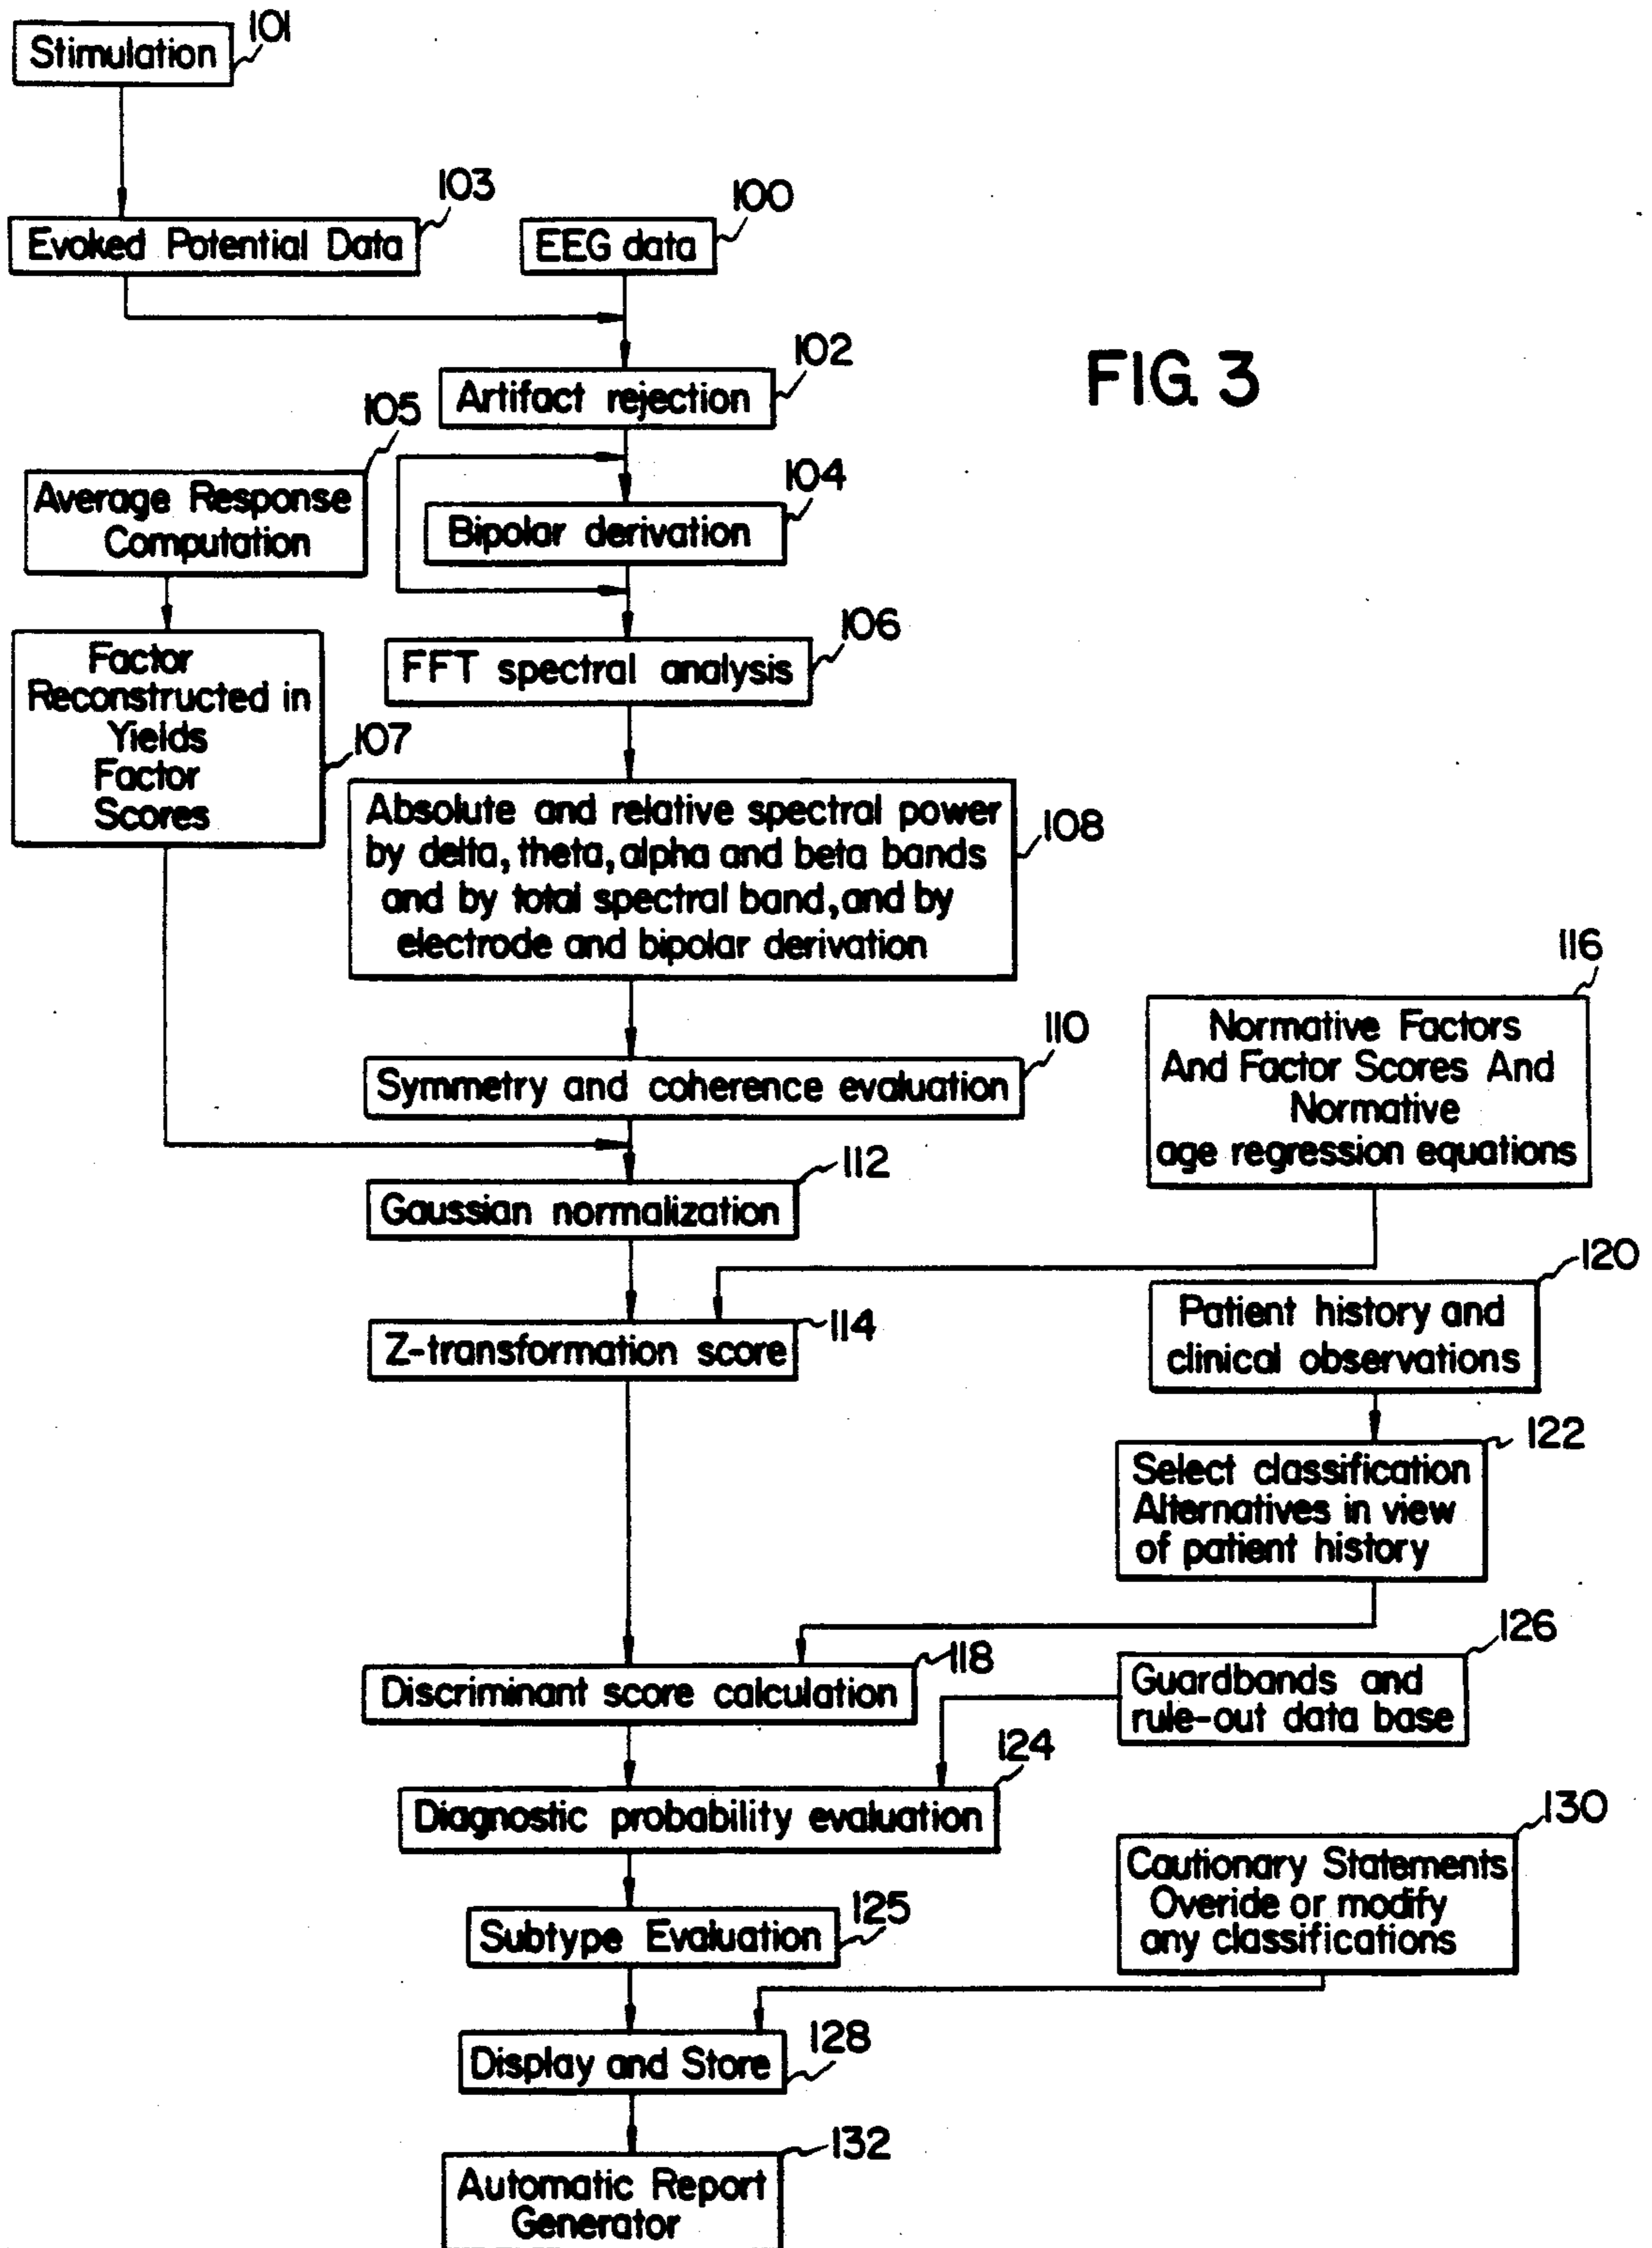 Stimulation
101
Evoked Potential Data
103
EEG data
100
FIG. 3
Artifact rejection
102
Average Response
Computation
105
Bipolar derivation
104
Factor
Reconstructed in
Yields
Factor
Scores
107
FFT spectral analysis
106
Absolute and relative spectral power
by delta, theta, alpha and beta bands
and by total spectral band, and by
electrode and bipolar derivation
108
Symmetry and coherence evaluation
110
Normative Factors
And Factor Scores And
Normative
age regression equations
116
Gaussian normalization
112
Z-transformation score
114
Patient history and
clinical observations
120
Select classification
Alternatives in view
of patient history
122
Discriminant score calculation
118
Guardbands and
rule-out data base
126
Diagnostic probability evaluation
124
Cautionary Statements
Overide or modify
any classifications
130
Subtype Evaluation
125
Display and Store
128
Automatic Report
Generator
132